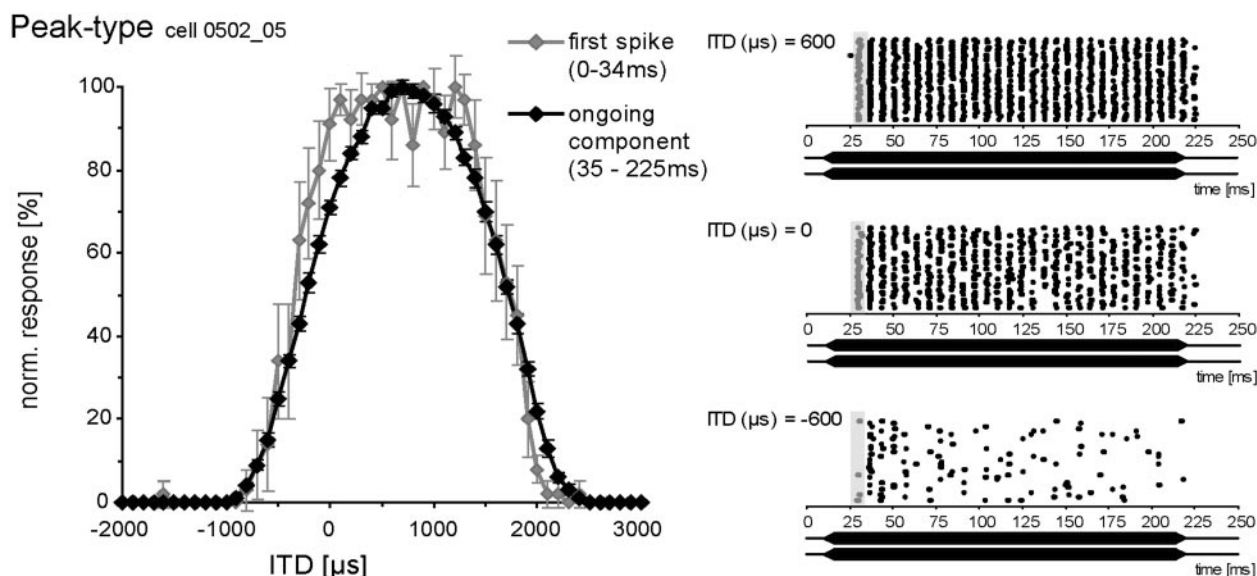 Peak-type cell 0502_05
first spike
(0-34ms)
ongoing
component
(35 - 225ms)
norm. response [%]
100
80
60
40
20
0
-2000 -1000 0 1000 2000 3000
ITD [µs]
ITD (µs) = 600
0 25 50 75 100 125 150 175 200 225 250
time [ms]
ITD (µs) = 0
0 25 50 75 100 125 150 175 200 225 250
time [ms]
ITD (µs) = -600
0 25 50 75 100 125 150 175 200 225 250
time [ms]